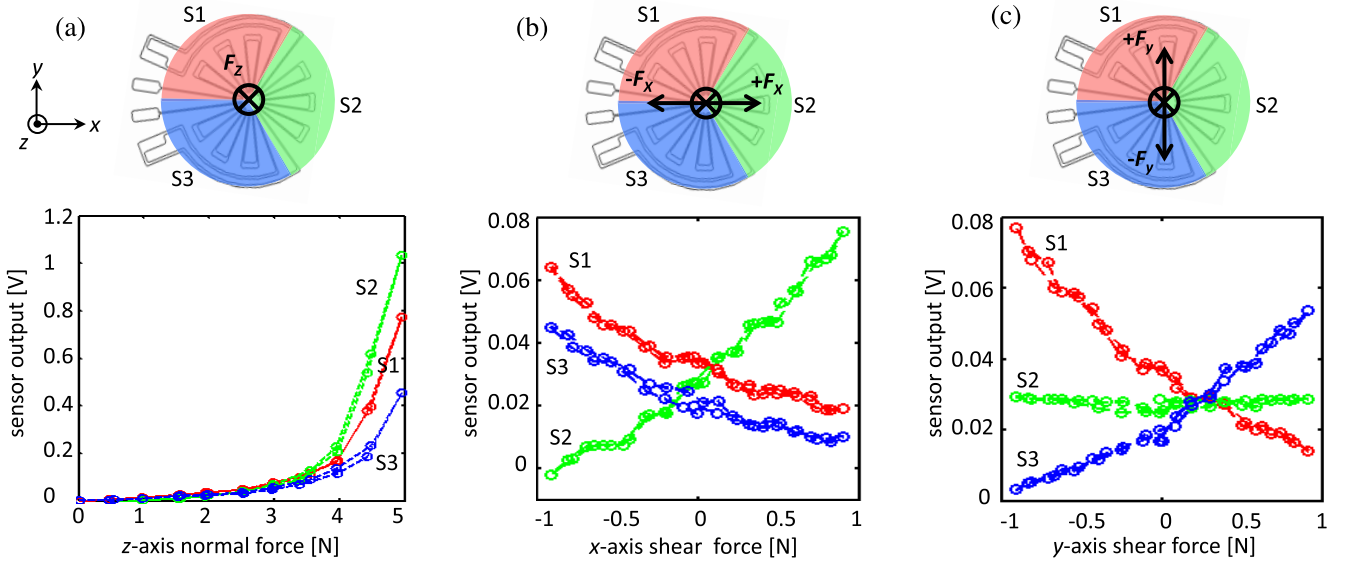 (a)
S1
y
x
z
F_z
S2
S3
sensor output [V]
1.2
1
0.8
0.6
0.4
0.2
0
S2
S1
S3
0 1 2 3 4 5
z-axis normal force [N]
(b)
S1
-F_x
+F_x
S2
S3
sensor output [V]
0.08
0.06
0.04
0.02
0
S1
S3
S2
-1 -0.5 0 0.5 1
x-axis shear force [N]
(c)
S1
+F_y
S2
-F_y
S3
sensor output [V]
0.08
0.06
0.04
0.02
0
S1
S2
S3
-1 -0.5 0 0.5 1
y-axis shear force [N]